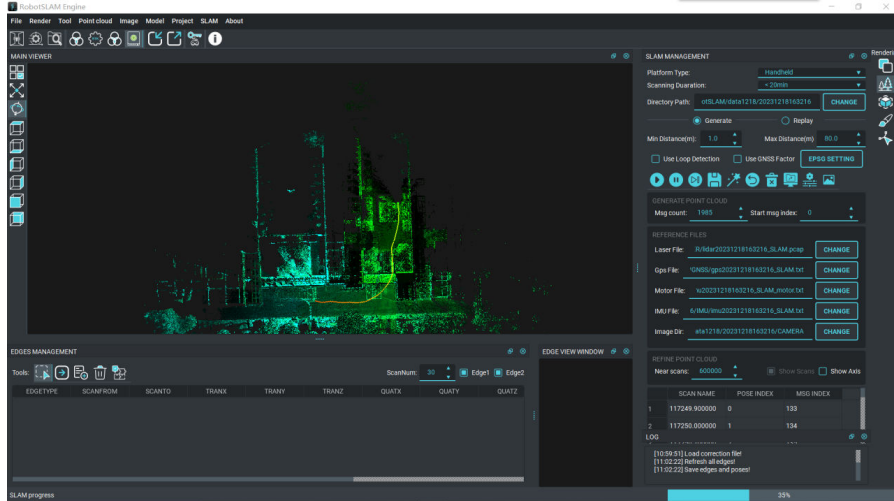 RobotSLAM Engine
File Render Tool Point cloud Image Model Project SLAM About
MAIN VIEWER
SLAM MANAGEMENT
Platform Type: Handheld
Scanning Duaration: <20min
Directory Path: otSLAM/data1218/20231218163216 CHANGE
Generate Replay
Min Distance(m): 1.0 Max Distance(m) 80.0
Use Loop Detection Use GNSS Factor EPSG SETTING
GENERATE POINT CLOUD
Msg count: 1985 Start msg index: 0
REFERENCE FILES
Laser File: R/lidar20231218163216_SLAM.pcap CHANGE
Gps File: GNSS/gps20231218163216_SLAM.txt CHANGE
Motor File: 20231218163216_SLAM_motor.txt CHANGE
IMU File: 6/IMU/imu20231218163216_SLAM.txt CHANGE
Image Dir: ata1218/20231218163216/CAMERA CHANGE
REFINE POINT CLOUD
Near scans: 600000 Show Scans Show Axis
SCAN NAME POSE INDEX MSG INDEX
1 117249.900000 0 133
2 117250.000000 1 134
LOG
[10:59:51] Load correction file!
[11:02:22] Refresh all edges!
[11:02:22] Save edges and poses!
Renderi
EDGES MANAGEMENT
Tools: ScanNum: 30 Edge1 Edge2
EDGETYPE SCANFROM SCANTO TRANX TRANY TRANZ QUATX QUATY QUATZ
EDGE VIEW WINDOW
SLAM progress
35%